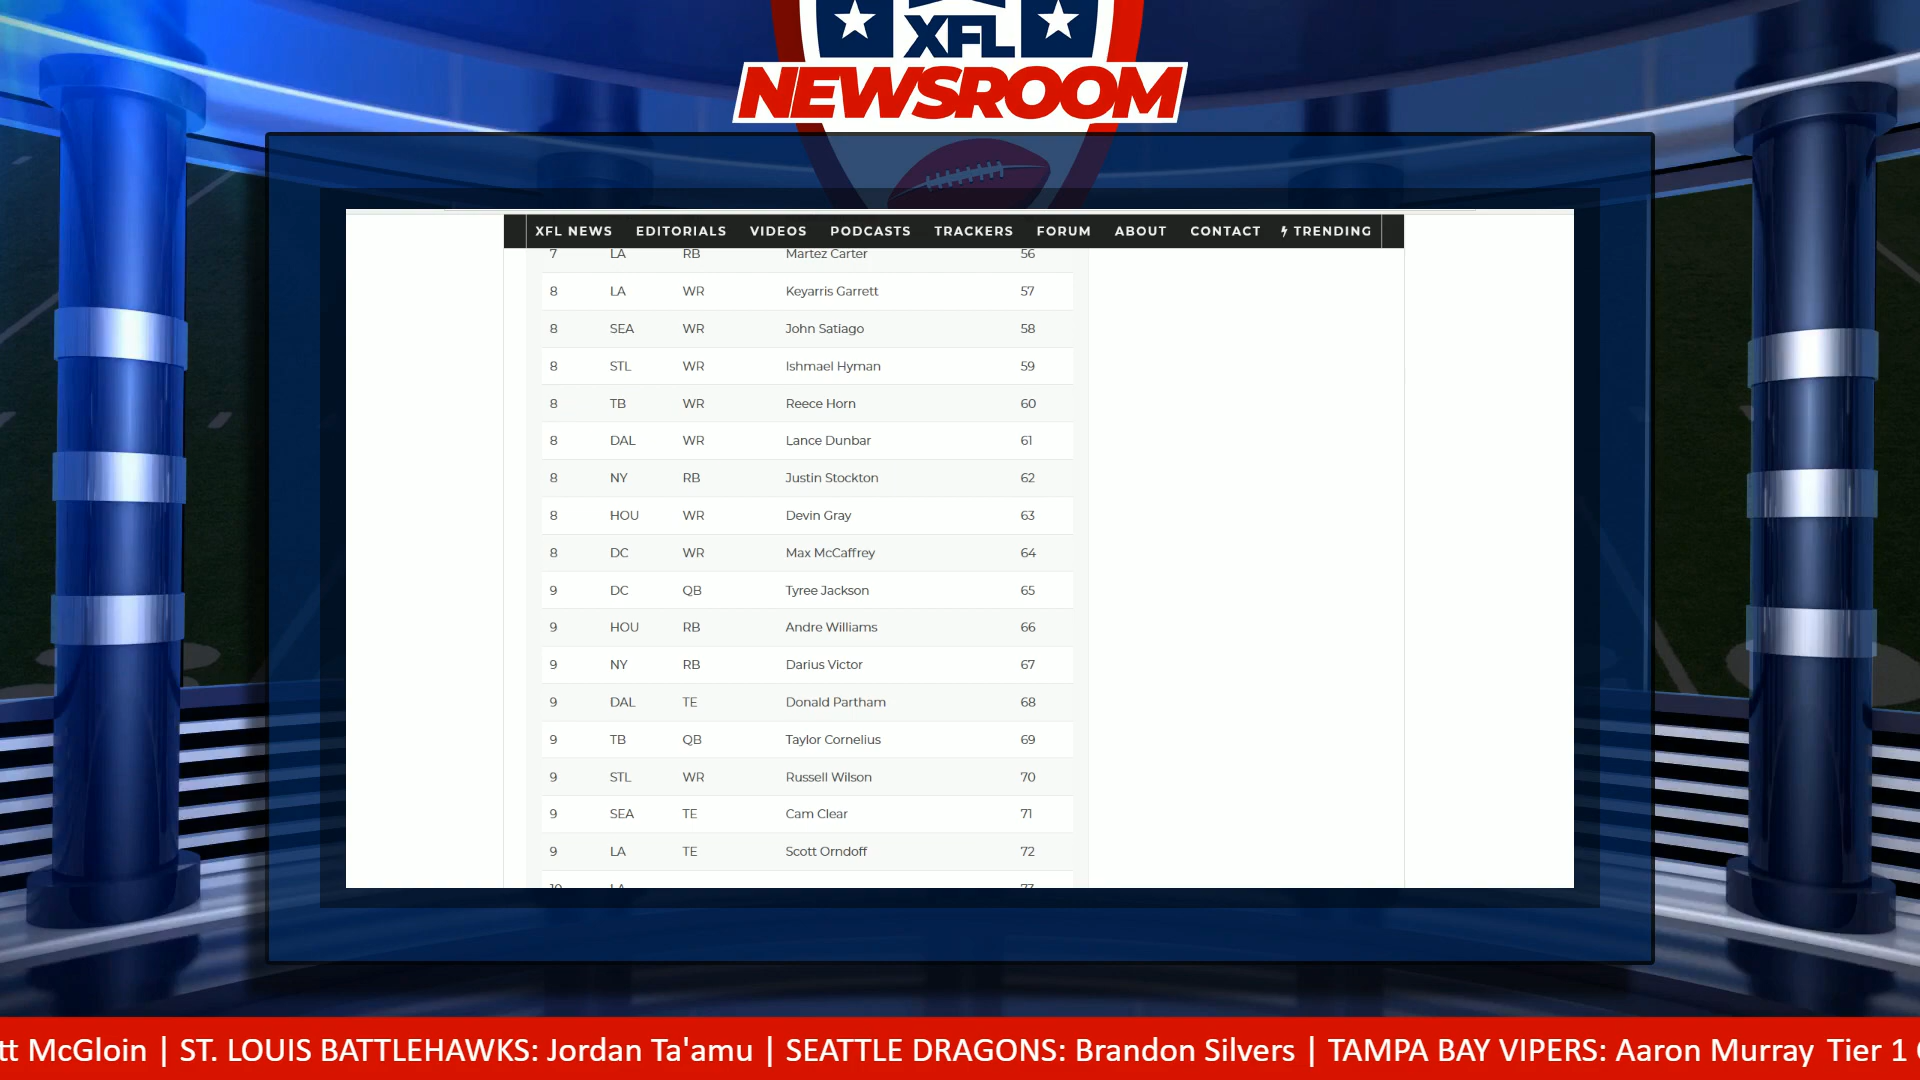 XFL
NEWSROOM
XFL NEWS EDITORIALS VIDEOS PODCASTS TRACKERS FORUM ABOUT CONTACT TRENDING
7 LA RB Martez Carter 56
8 LA WR Keyarris Garrett 57
8 SEA WR John Satiago 58
8 STL WR Ishmael Hyman 59
8 TB WR Reece Horn 60
8 DAL WR Lance Dunbar 61
8 NY RB Justin Stockton 62
8 HOU WR Devin Gray 63
8 DC WR Max McCaffrey 64
9 DC QB Tyree Jackson 65
9 HOU RB Andre Williams 66
9 NY RB Darius Victor 67
9 DAL TE Donald Partham 68
9 TB QB Taylor Cornelius 69
9 STL WR Russell Wilson 70
9 SEA TE Cam Clear 71
9 LA TE Scott Orndoff 72
tt McGloin | ST. LOUIS BATTLEHAWKS: Jordan Ta'amu | SEATTLE DRAGONS: Brandon Silvers | TAMPA BAY VIPERS: Aaron Murray Tier 1